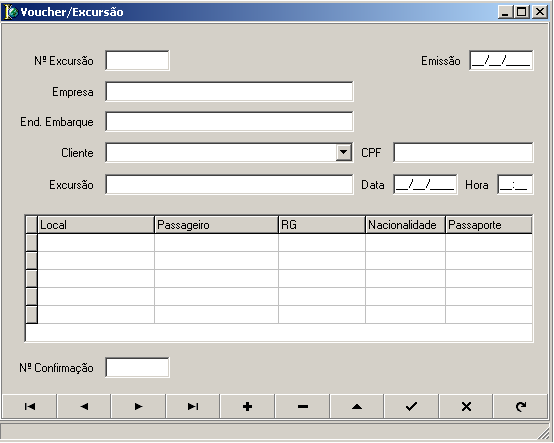 Voucher/Excursão
Nº Excursão
Emissão __/__/____
Empresa
End. Embarque
Cliente
CPF
Excursão
Data __/__/____ Hora __:__
Local Passageiro RG Nacionalidade Passaporte
Nº Confirmação